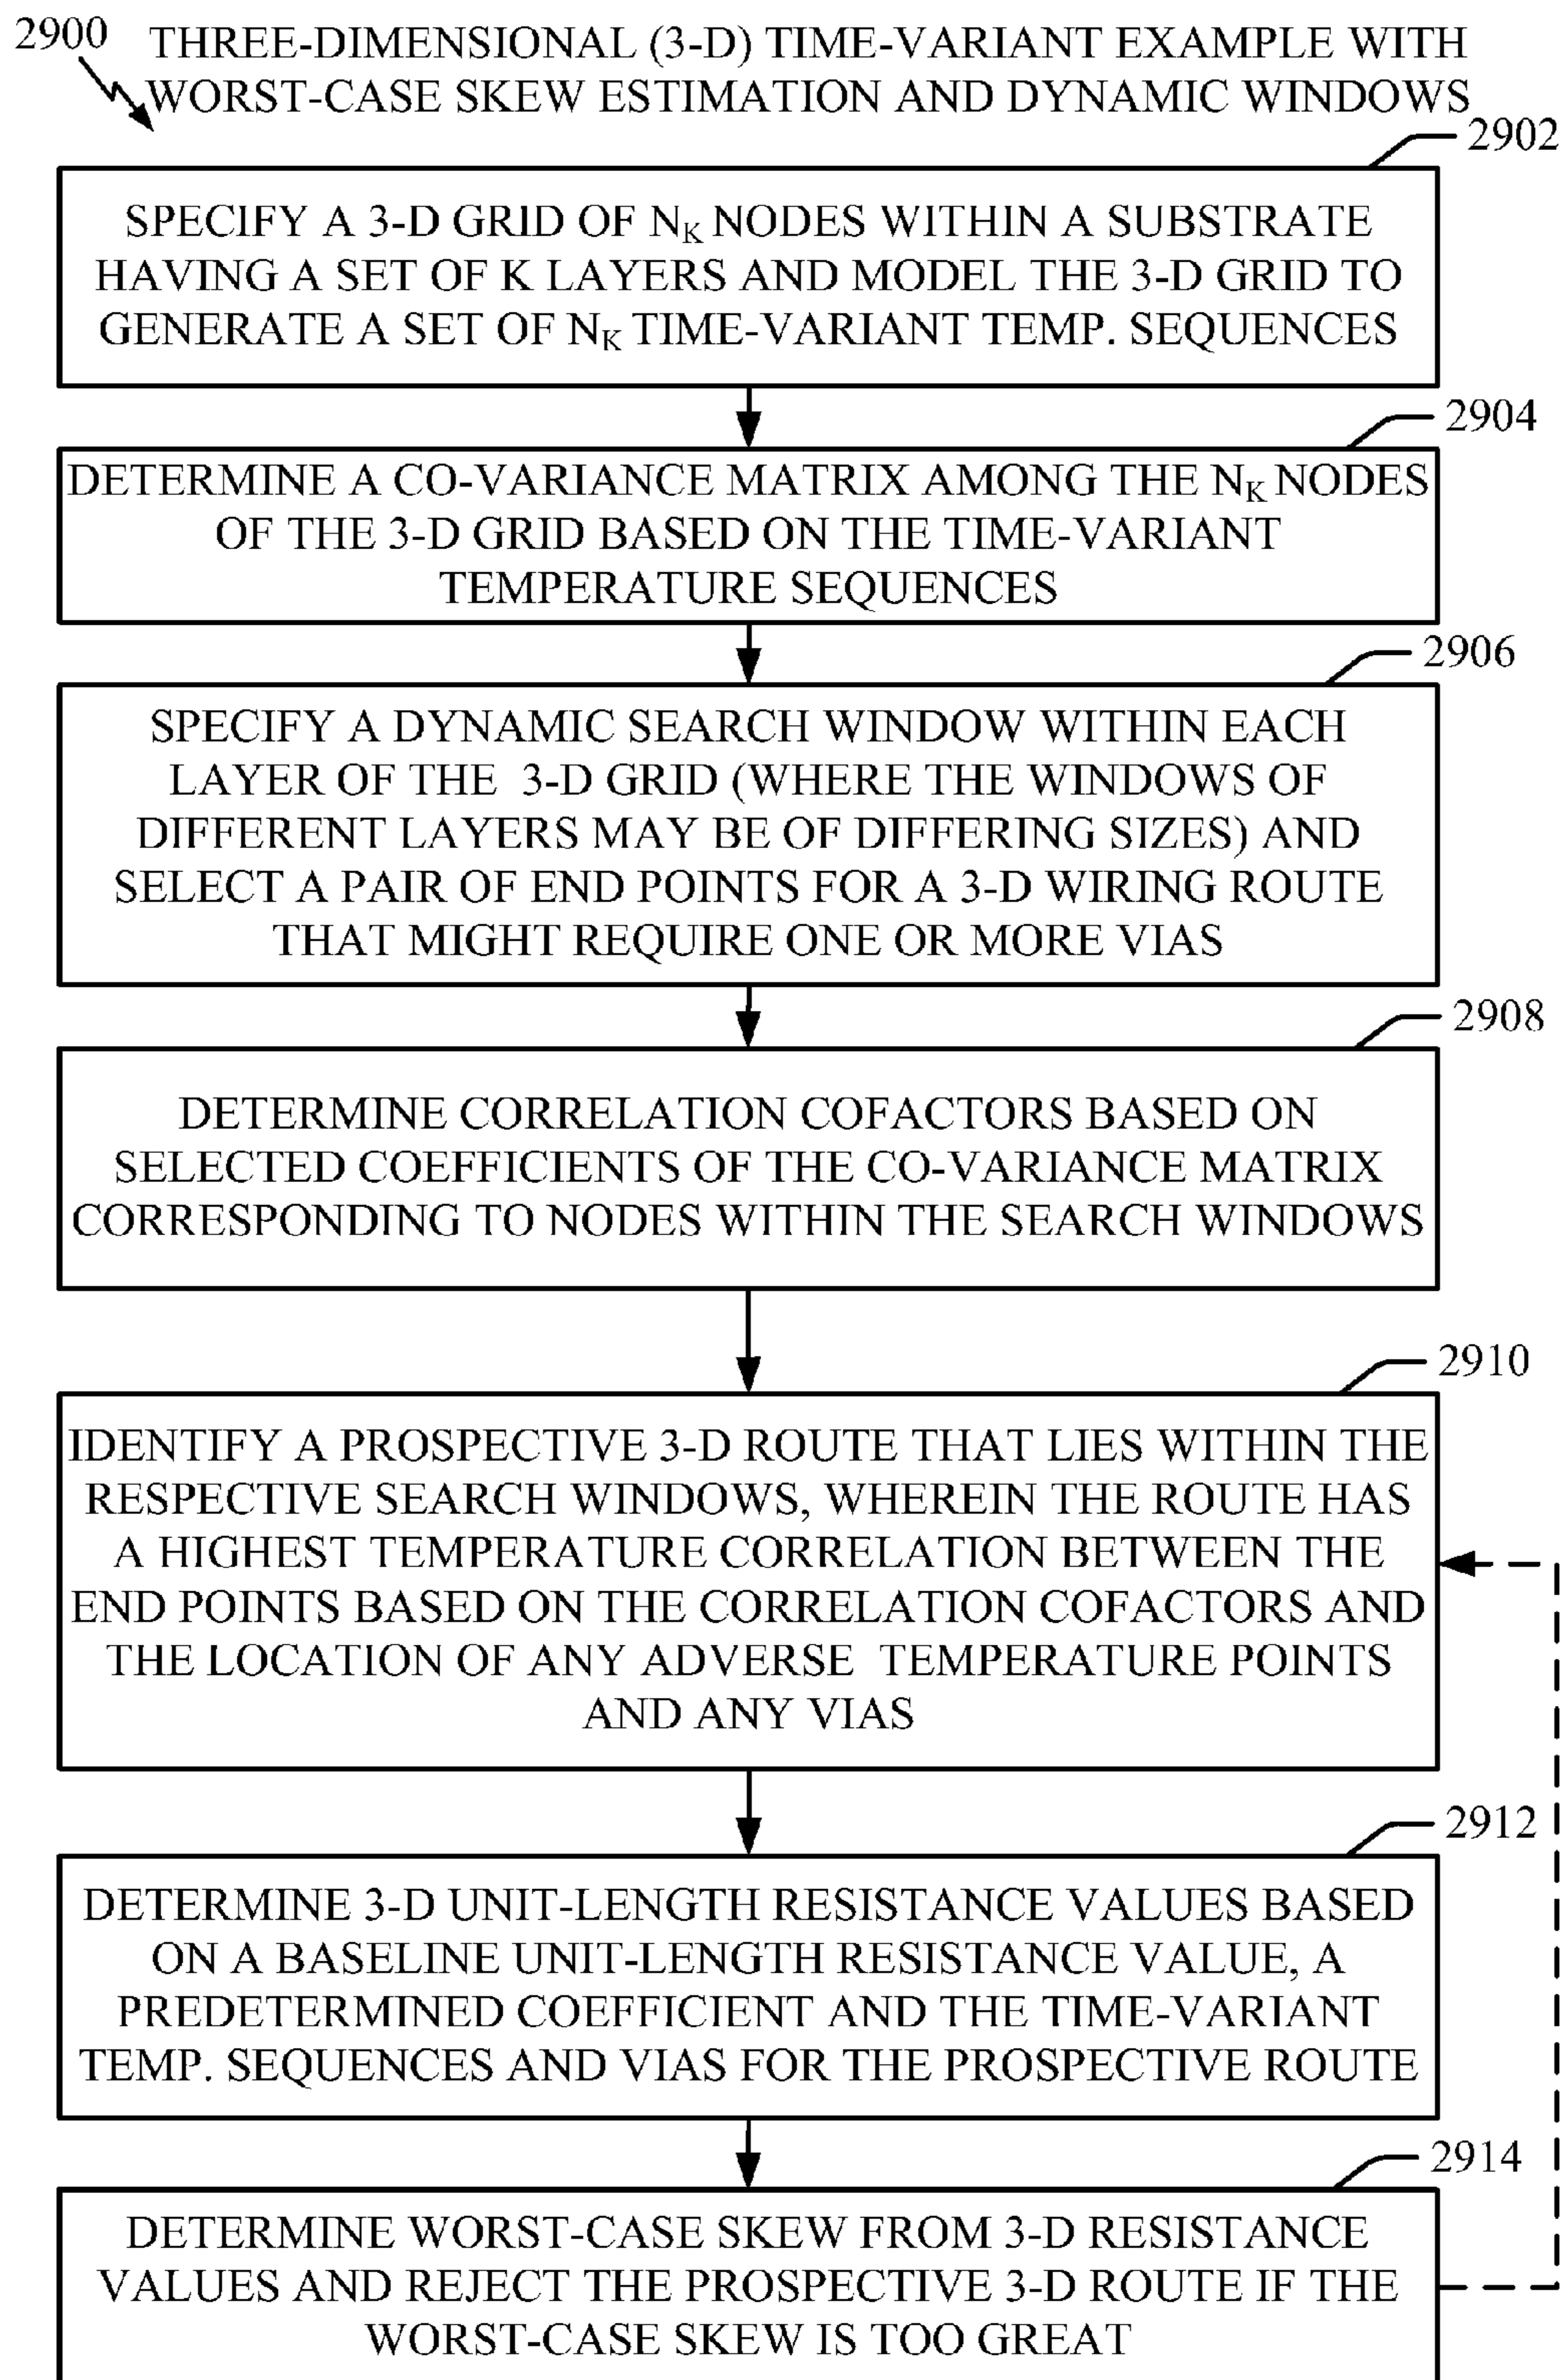 2900 THREE-DIMENSIONAL (3-D) TIME-VARIANT EXAMPLE WITH
WORST-CASE SKEW ESTIMATION AND DYNAMIC WINDOWS
2902
SPECIFY A 3-D GRID OF NK NODES WITHIN A SUBSTRATE
HAVING A SET OF K LAYERS AND MODEL THE 3-D GRID TO
GENERATE A SET OF NK TIME-VARIANT TEMP. SEQUENCES
2904
DETERMINE A CO-VARIANCE MATRIX AMONG THE NK NODES
OF THE 3-D GRID BASED ON THE TIME-VARIANT
TEMPERATURE SEQUENCES
2906
SPECIFY A DYNAMIC SEARCH WINDOW WITHIN EACH
LAYER OF THE 3-D GRID (WHERE THE WINDOWS OF
DIFFERENT LAYERS MAY BE OF DIFFERING SIZES) AND
SELECT A PAIR OF END POINTS FOR A 3-D WIRING ROUTE
THAT MIGHT REQUIRE ONE OR MORE VIAS
2908
DETERMINE CORRELATION COFACTORS BASED ON
SELECTED COEFFICIENTS OF THE CO-VARIANCE MATRIX
CORRESPONDING TO NODES WITHIN THE SEARCH WINDOWS
2910
IDENTIFY A PROSPECTIVE 3-D ROUTE THAT LIES WITHIN THE
RESPECTIVE SEARCH WINDOWS, WHEREIN THE ROUTE HAS
A HIGHEST TEMPERATURE CORRELATION BETWEEN THE
END POINTS BASED ON THE CORRELATION COFACTORS AND
THE LOCATION OF ANY ADVERSE TEMPERATURE POINTS
AND ANY VIAS
2912
DETERMINE 3-D UNIT-LENGTH RESISTANCE VALUES BASED
ON A BASELINE UNIT-LENGTH RESISTANCE VALUE, A
PREDETERMINED COEFFICIENT AND THE TIME-VARIANT
TEMP. SEQUENCES AND VIAS FOR THE PROSPECTIVE ROUTE
2914
DETERMINE WORST-CASE SKEW FROM 3-D RESISTANCE
VALUES AND REJECT THE PROSPECTIVE 3-D ROUTE IF THE
WORST-CASE SKEW IS TOO GREAT